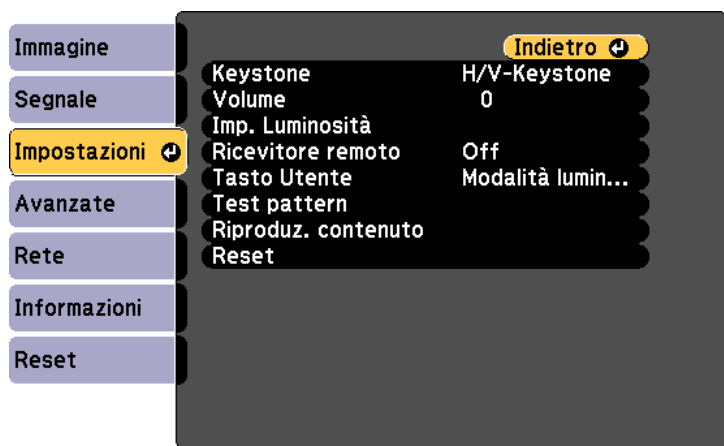 Immagine
Segnale
Impostazioni
Avanzate
Rete
Informazioni
Reset
Indietro
Keystone H/V-Keystone
Volume 0
Imp. Luminosità
Ricevitore remoto Off
Tasto Utente Modalità lumin...
Test pattern
Riproduz. contenuto
Reset